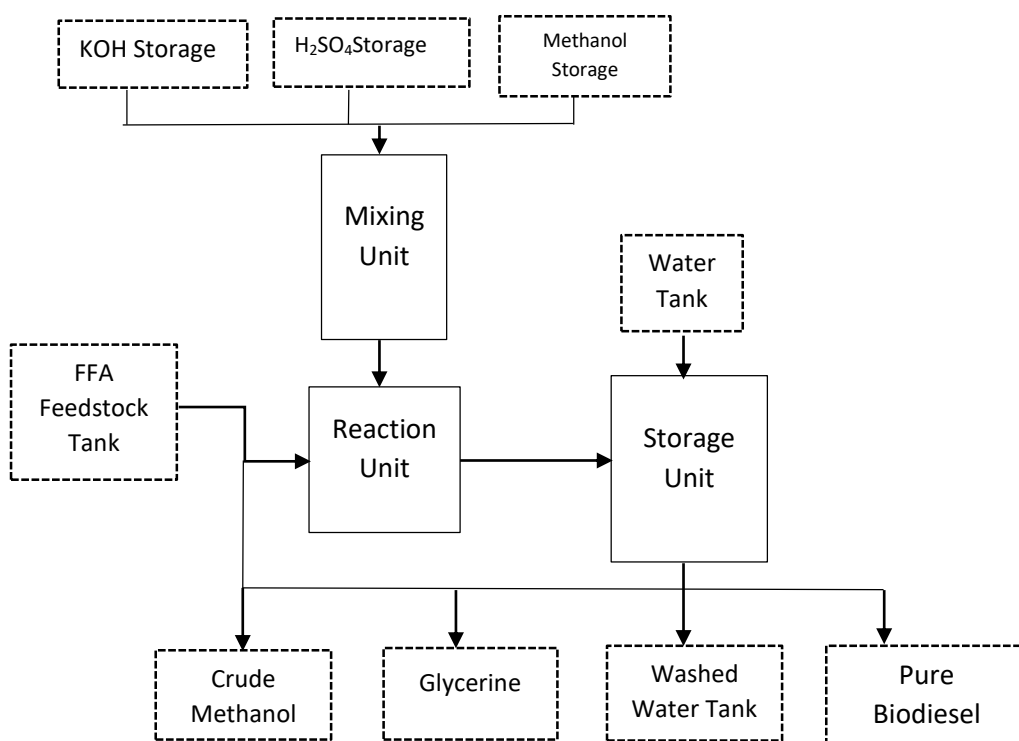 KOH Storage
H₂SO₄Storage
Methanol
Storage
Mixing
Unit
Water
Tank
FFA
Feedstock
Tank
Reaction
Unit
Storage
Unit
Crude
Methanol
Glycerine
Washed
Water Tank
Pure
Biodiesel